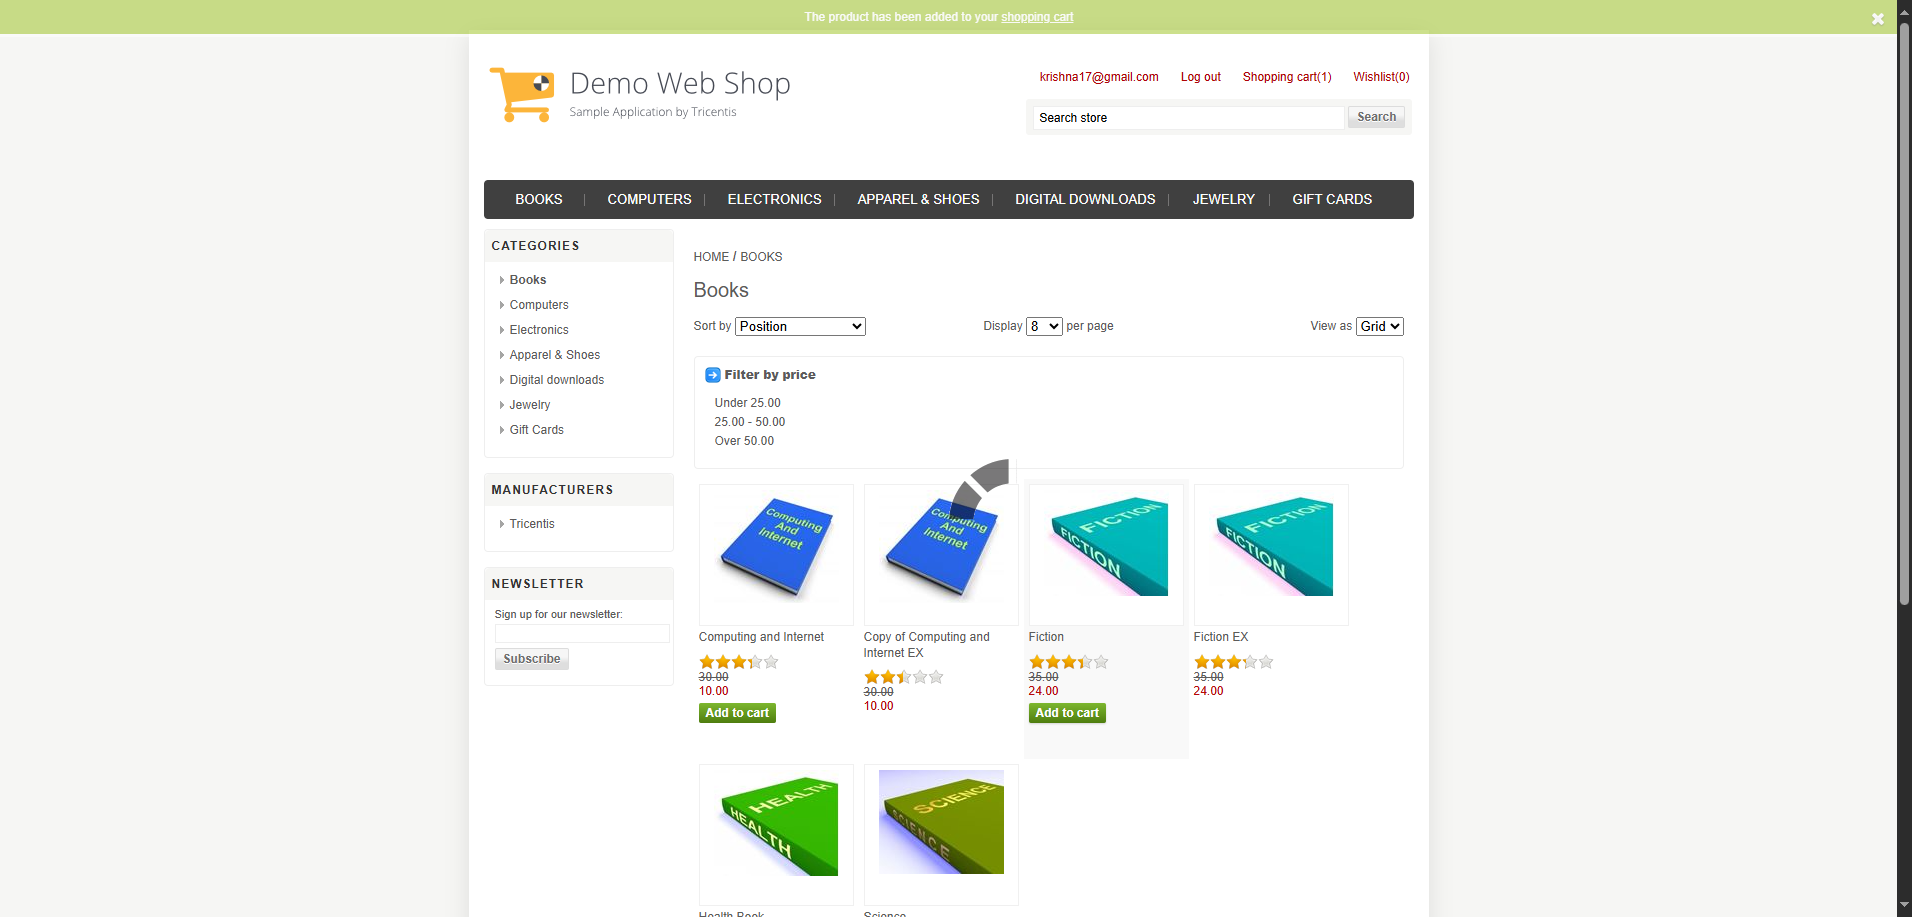 The product has been added to your shopping cart
Demo Web Shop
Sample Application by Tricentis
krishna17@gmail.com Log out Shopping cart(1) Wishlist(0)
Search store Search
BOOKS COMPUTERS ELECTRONICS APPAREL & SHOES DIGITAL DOWNLOADS JEWELRY GIFT CARDS
CATEGORIES
Books
Computers
Electronics
Apparel & Shoes
Digital downloads
Jewelry
Gift Cards
MANUFACTURERS
Tricentis
NEWSLETTER
Sign up for our newsletter:
Subscribe
HOME / BOOKS
Books
Sort by Position Display 8 per page View as Grid
Filter by price
Under 25.00
25.00 - 50.00
Over 50.00
Computing
And
Internet
Computing and Internet
30.00
10.00
Add to cart
Computing
And
Internet
Copy of Computing and
Internet EX
30.00
10.00
FICTION
FICTION
Fiction
35.00
24.00
Add to cart
FICTION
FICTION
Fiction EX
35.00
24.00
HEALTH
HEALTH
Health Book
SCIENCE
SCIENCE
Science